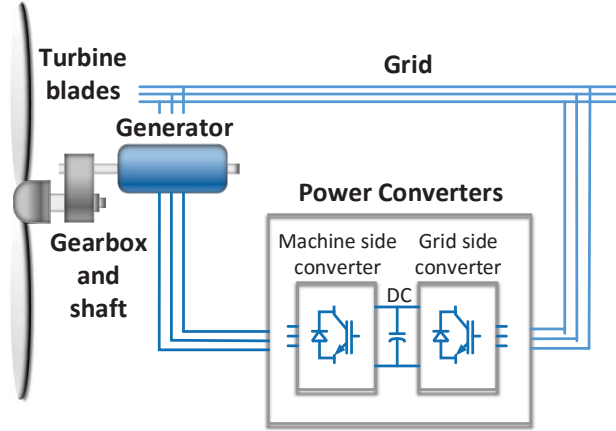 Turbine
blades
Grid
Generator
Gearbox
and
shaft
Power Converters
Machine side
converter
Grid side
converter
DC